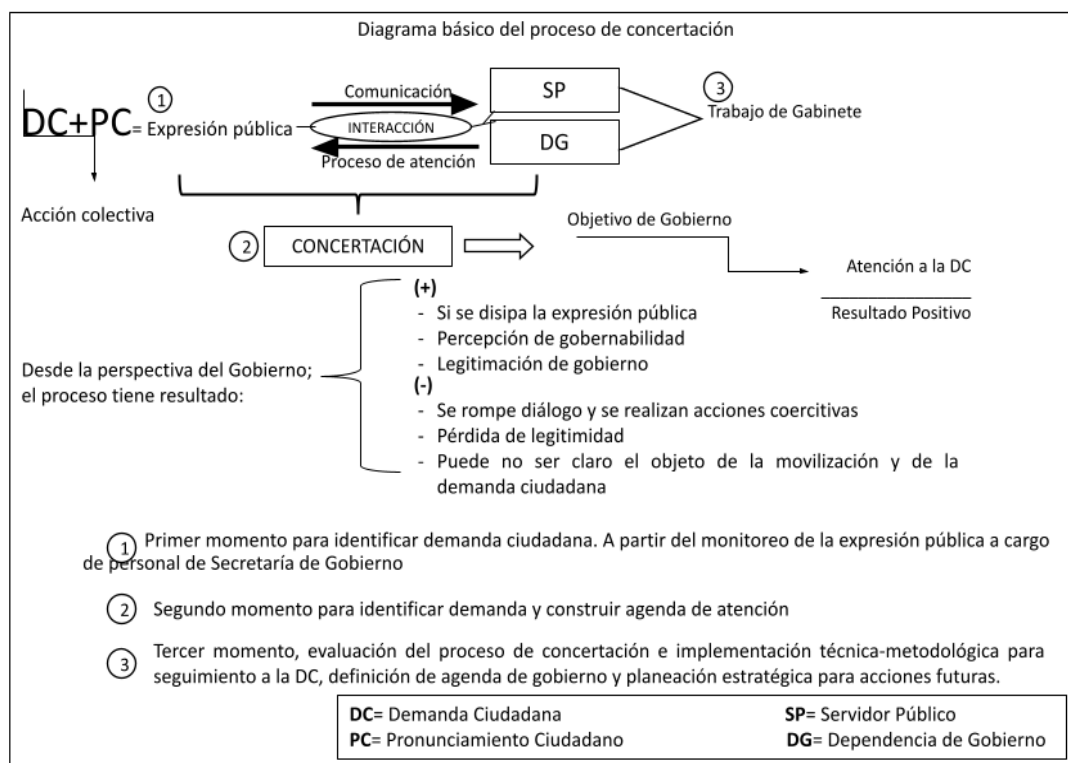 Diagrama básico del proceso de concertación
DC+PC
1
= Expresión pública
Comunicación
INTERACCIÓN
Proceso de atención
SP
DG
3
Trabajo de Gabinete
Acción colectiva
2
CONCERTACIÓN
Objetivo de Gobierno
Atención a la DC
Resultado Positivo
Desde la perspectiva del Gobierno;
el proceso tiene resultado:
(+)
- Si se disipa la expresión pública
- Percepción de gobernabilidad
- Legitimación de gobierno
(-)
- Se rompe diálogo y se realizan acciones coercitivas
- Pérdida de legitimidad
- Puede no ser claro el objeto de la movilización y de la
demanda ciudadana
1 Primer momento para identificar demanda ciudadana. A partir del monitoreo de la expresión pública a cargo
de personal de Secretaría de Gobierno
2 Segundo momento para identificar demanda y construir agenda de atención
3 Tercer momento, evaluación del proceso de concertación e implementación técnica-metodológica para
seguimiento a la DC, definición de agenda de gobierno y planeación estratégica para acciones futuras.
DC= Demanda Ciudadana
SP= Servidor Público
PC= Pronunciamiento Ciudadano
DG= Dependencia de Gobierno